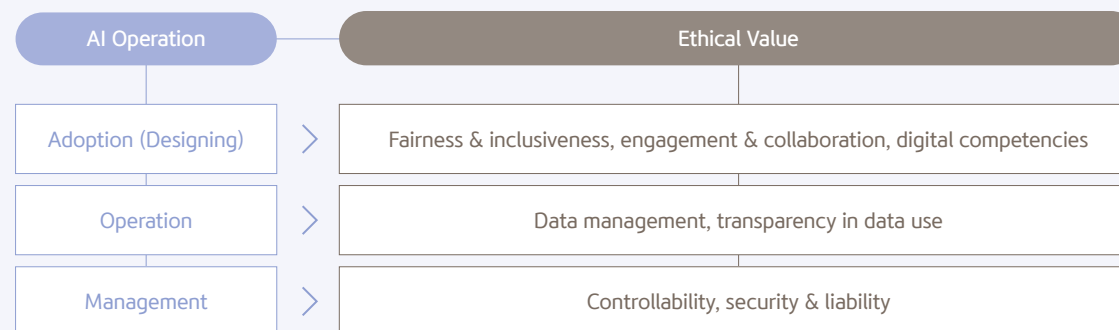 AI Operation
Ethical Value
Adoption (Designing)
Fairness & inclusiveness, engagement & collaboration, digital competencies
Operation
Data management, transparency in data use
Management
Controllability, security & liability